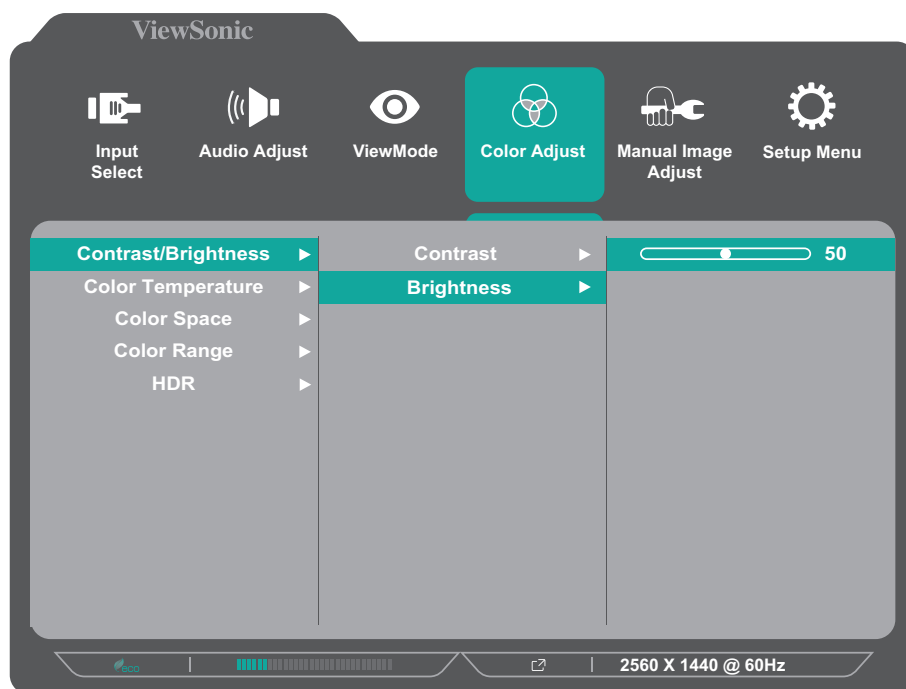 ViewSonic
Input
Select
Audio Adjust
ViewMode
Color Adjust
Manual Image
Adjust
Setup Menu
Contrast/Brightness
Contrast
50
Color Temperature
Brightness
Color Space
Color Range
HDR
eco
2560 X 1440 @ 60Hz